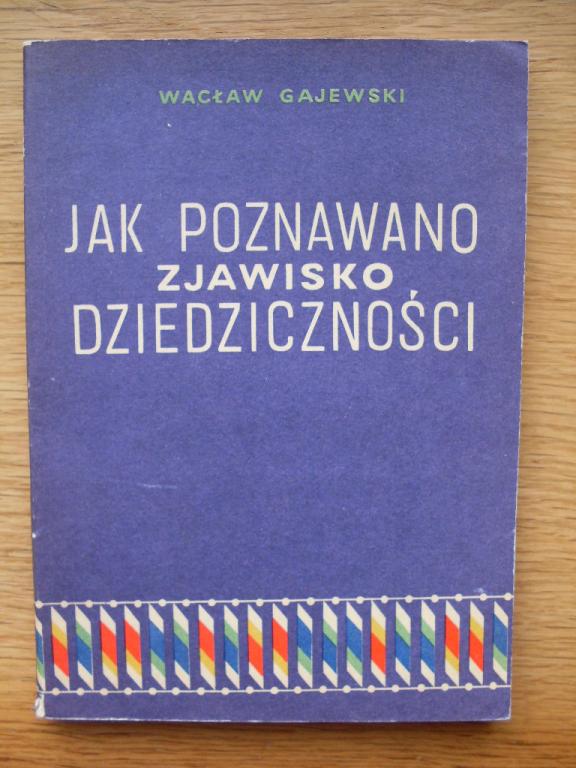 WACŁAW GAJEWSKI
JAK POZNAWANO
ZJAWISKO
DZIEDZICZNOŚCI